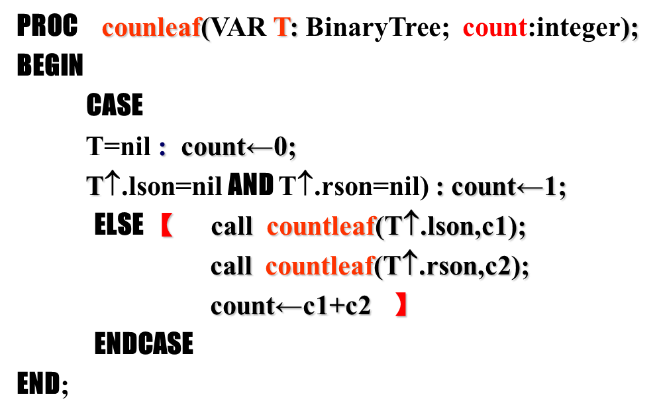 PROC counleaf(VAR T: BinaryTree; count:integer);
BEGIN
CASE
T=nil : count←0;
T↑.lson=nil AND T↑.rson=nil) : count←1;
ELSE 【 call countleaf(T↑.lson,c1);
call countleaf(T↑.rson,c2);
count←c1+c2 】
ENDCASE
END;